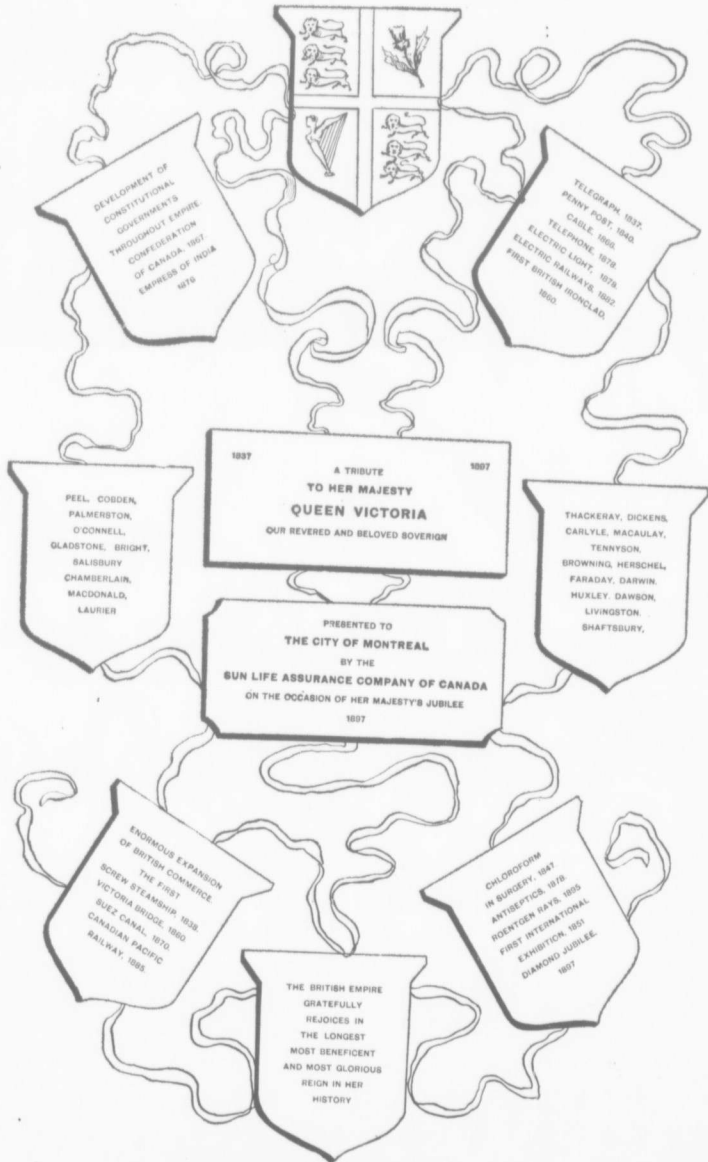 DEVELOPMENT OF
CONSTITUTIONAL
GOVERNMENTS
THROUGHOUT EMPIRE.
CONFEDERATION
OF CANADA, 1867.
EMPRESS OF INDIA
1876
TELEGRAPH, 1837.
PENNY POST, 1840.
CABLE, 1866.
TELEPHONE, 1878.
ELECTRIC LIGHT, 1878.
ELECTRIC RAILWAYS, 1882.
FIRST BRITISH IRONCLAD,
1860.
1837 1897
A TRIBUTE
TO HER MAJESTY
QUEEN VICTORIA
OUR REVERED AND BELOVED SOVERIGN
PEEL, COBDEN,
PALMERSTON,
O'CONNELL,
GLADSTONE, BRIGHT,
SALISBURY
CHAMBERLAIN,
MACDONALD,
LAURIER
THACKERAY, DICKENS,
CARLYLE, MACAULAY,
TENNYSON.
BROWNING, HERSCHEL,
FARADAY, DARWIN.
HUXLEY. DAWSON,
LIVINGSTON.
SHAFTSBURY,
PRESENTED TO
THE CITY OF MONTREAL
BY THE
SUN LIFE ASSURANCE COMPANY OF CANADA
ON THE OCCASION OF HER MAJESTY'S JUBILEE
1897
ENORMOUS EXPANSION
OF BRITISH COMMERCE.
THE FIRST
SCREW STEAMSHIP, 1838.
VICTORIA BRIDGE, 1860.
SUEZ CANAL, 1870.
CANADIAN PACIFIC
RAILWAY, 1885.
CHLOROFORM
IN SURGERY, 1847.
ANTISEPTICS, 1878.
ROENTGEN RAYS, 1895
FIRST INTERNATIONAL
EXHIBITION, 1851
DIAMOND JUBILEE,
1897
THE BRITISH EMPIRE
GRATEFULLY
REJOICES IN
THE LONGEST
MOST BENEFICENT
AND MOST GLORIOUS
REIGN IN HER
HISTORY